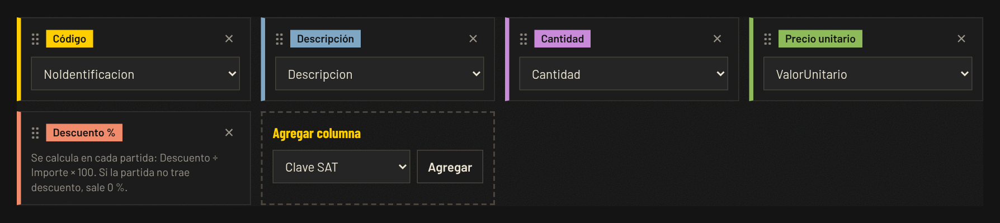 Código
Descripción
Cantidad
Precio unitario
NoIdentificacion
Descripcion
Cantidad
ValorUnitario
Descuento %
Se calcula en cada partida: Descuento ÷
Importe × 100. Si la partida no trae
descuento, sale 0 %.
Agregar columna
Clave SAT
Agregar